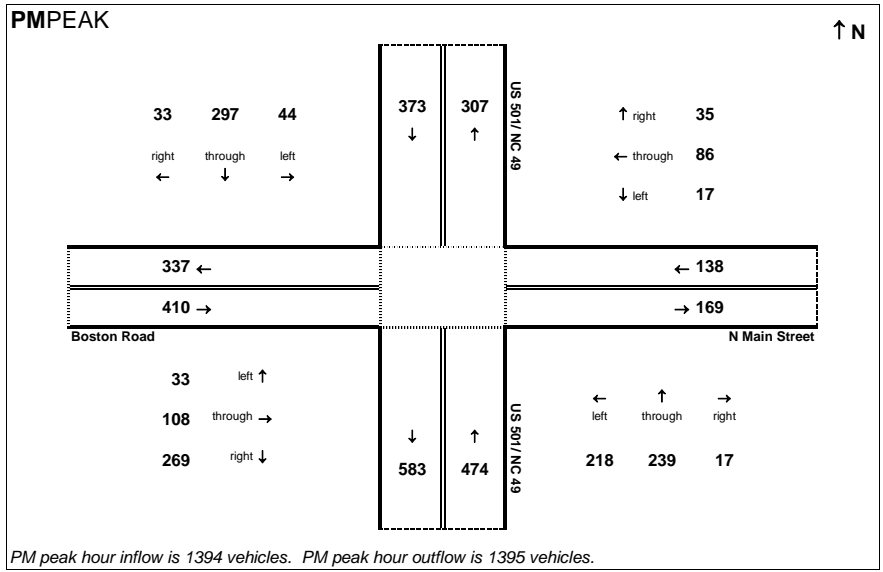 PMPEAK
↑ N
33 297 44
right through left
← ↓ →
373 307
↓ ↑
US 501/ NC 49
↑ right 35
← through 86
↓ left 17
337 ←
410 →
← 138
→ 169
Boston Road
N Main Street
33 left ↑
108 through →
269 right ↓
↓ ↑
583 474
US 501/ NC 49
← ↑ →
left through right
218 239 17
PM peak hour inflow is 1394 vehicles. PM peak hour outflow is 1395 vehicles.